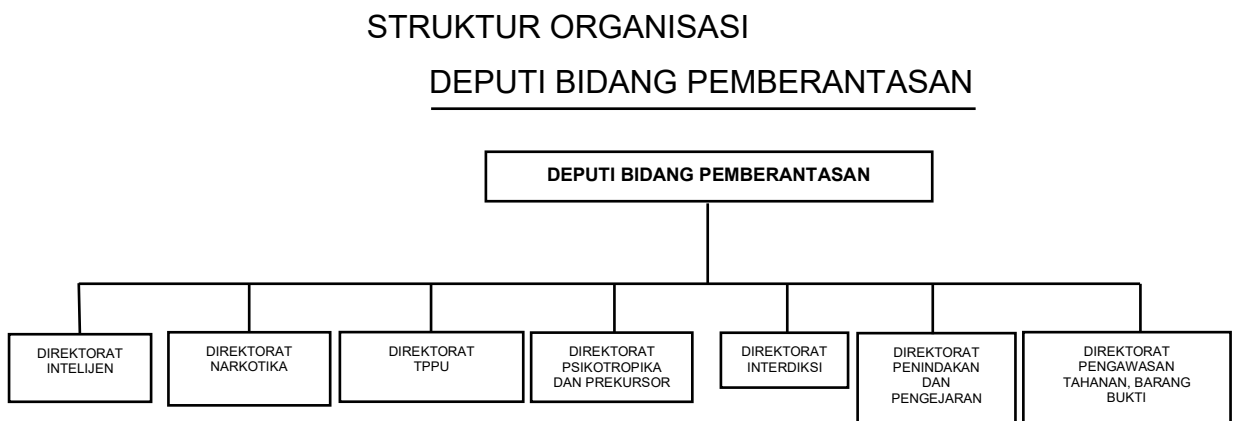 STRUKTUR ORGANISASI
DEPUTI BIDANG PEMBERANTASAN
DEPUTI BIDANG PEMBERANTASAN
DIREKTORAT
INTELIJEN
DIREKTORAT
NARKOTIKA
DIREKTORAT
TPPU
DIREKTORAT
PSIKOTROPIKA
DAN PREKURSOR
DIREKTORAT
INTERDIKSI
DIREKTORAT
PENINDAKAN
DAN
PENGEJARAN
DIREKTORAT
PENGAWASAN
TAHANAN, BARANG
BUKTI